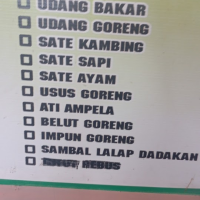 UDANG BAKAR
UDANG GORENG
SATE KAMBING
SATE SAPI
SATE AYAM
USUS GORENG
ATI AMPELA
BELUT GORENG
IMPUN GORENG
SAMBAL LALAP DADAKAN
REBUS